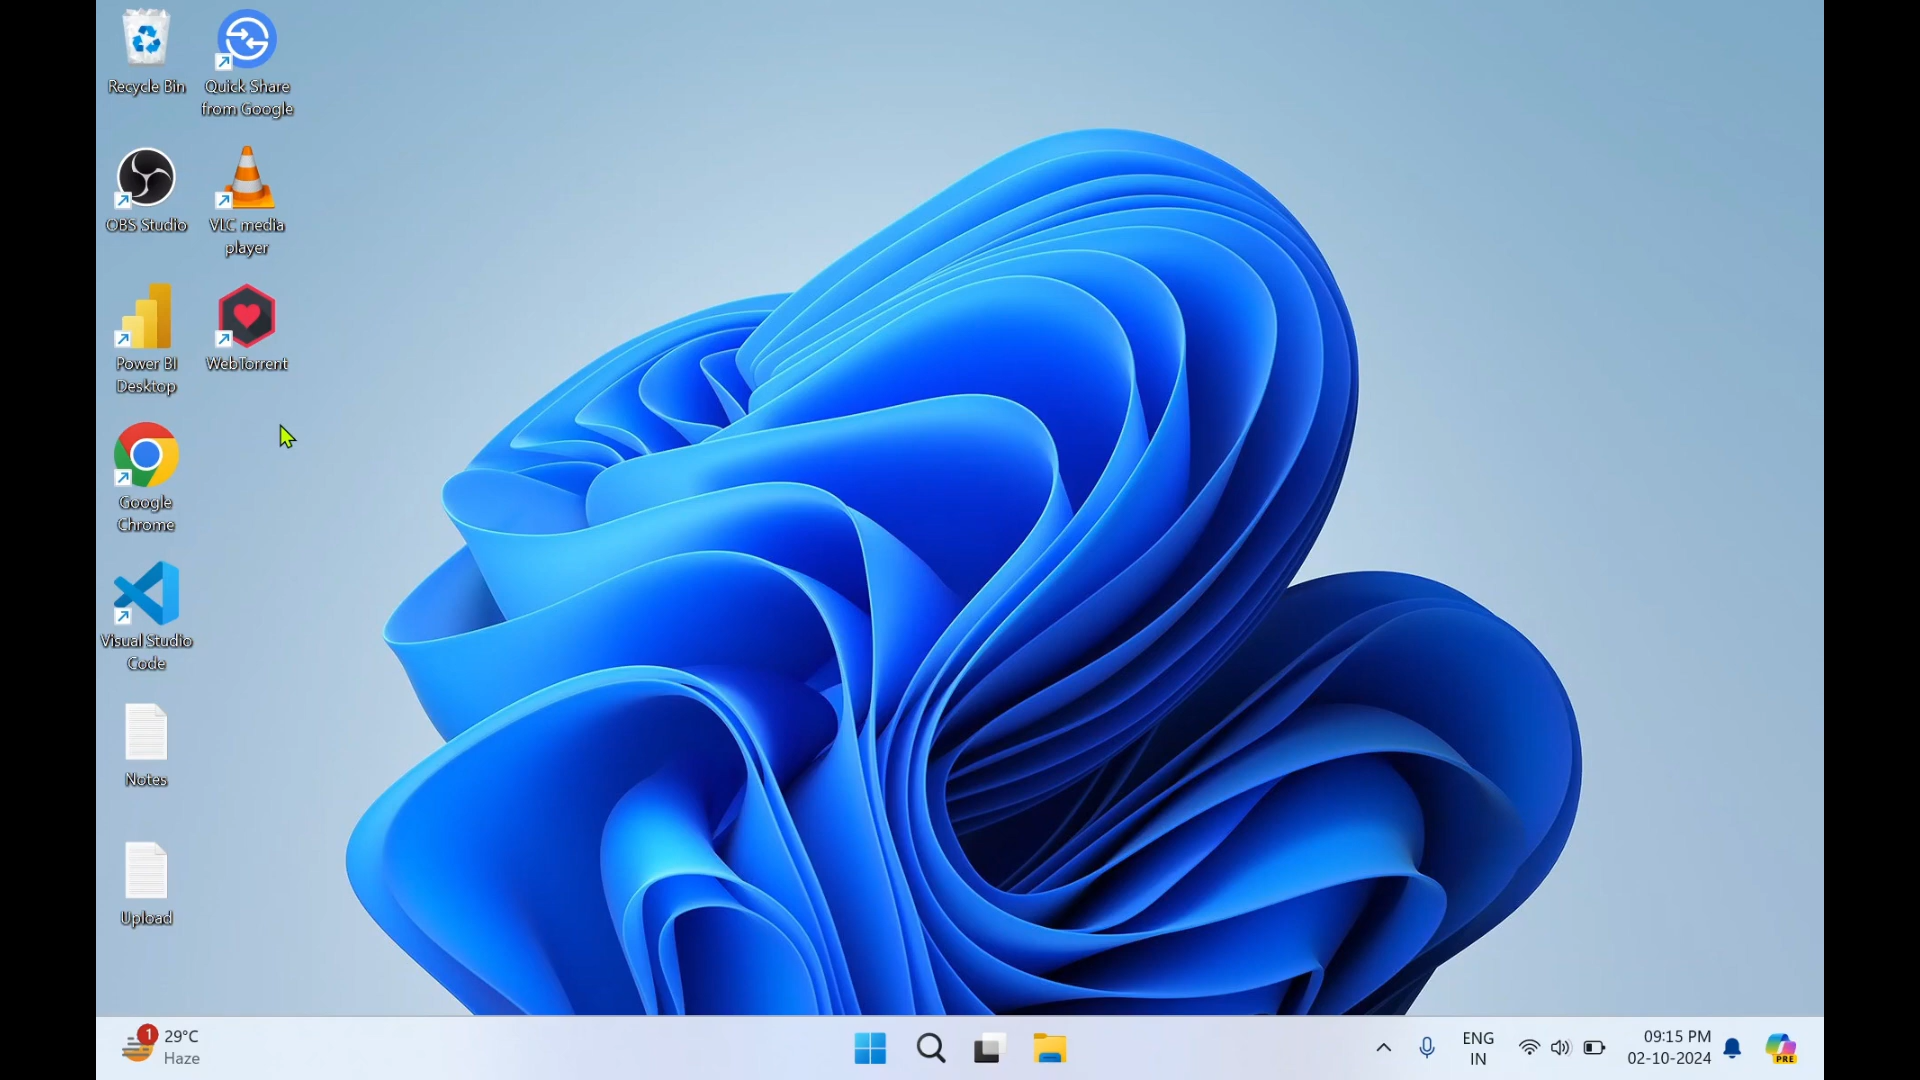 Recycle Bin
Quick Share
from Google
OBS Studio
VLC media
player
Power BI
Desktop
WebTorrent
Google
Chrome
Visual Studio
Code
Notes
Upload
1
29°C
Haze
ENG
IN
09:15 PM
02-10-2024
PRE